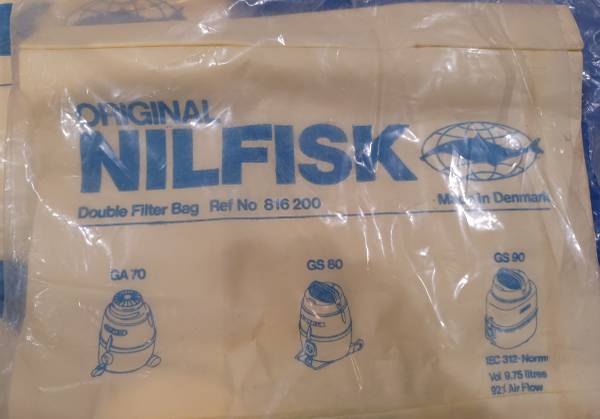 ORIGINAL
NILFISK
Double Filter Bag Ref No 816 200
Made in Denmark
GA 70
GS 80
GS 90
IEC 312-Norm
Vol 9.75 litres
92% Air Flow